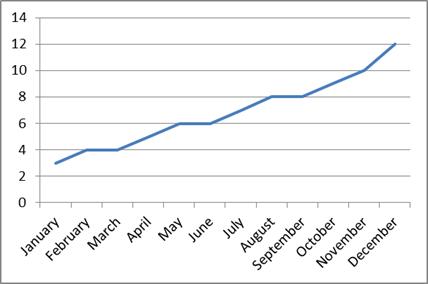 14
12
10
8
6
4
2
0
January
February
March
April
May
June
July
August
September
October
November
December